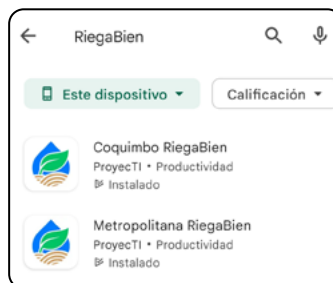 RiegaBien
Este dispositivo
Calificación
Coquimbo RiegaBien
ProyecTI • Productividad
Instalado
Metropolitana RiegaBien
ProyecTI • Productividad
Instalado